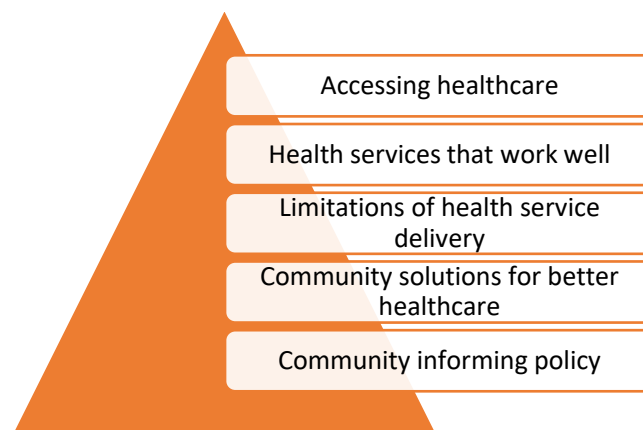 Accessing healthcare
Health services that work well
Limitations of health service
delivery
Community solutions for better
healthcare
Community informing policy